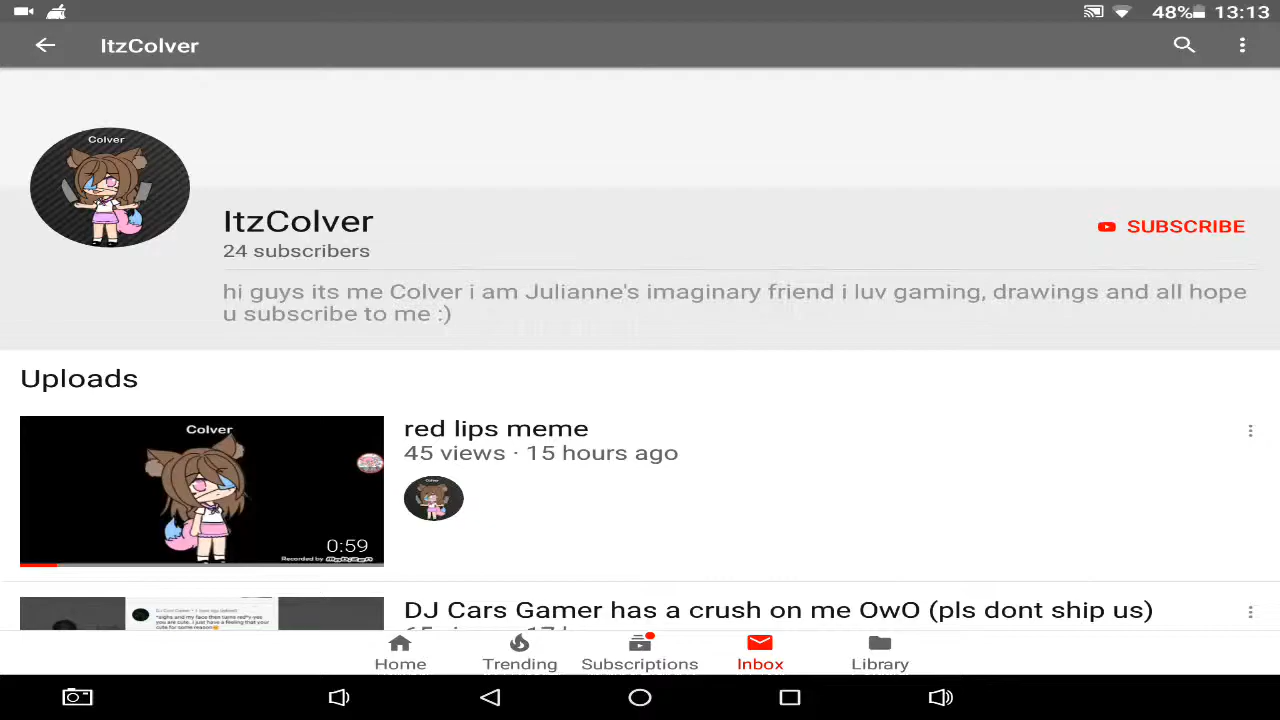 48% 13:13
ItzColver
Colver
ItzColver
24 subscribers
SUBSCRIBE
hi guys its me Colver i am Julianne's imaginary friend i luv gaming, drawings and all hope
u subscribe to me :)
Uploads
Colver
0:59
Recorded by
red lips meme
45 views · 15 hours ago
DJ Cars Gamer has a crush on me OwO (pls dont ship us)
Home
Trending
Subscriptions
Inbox
Library